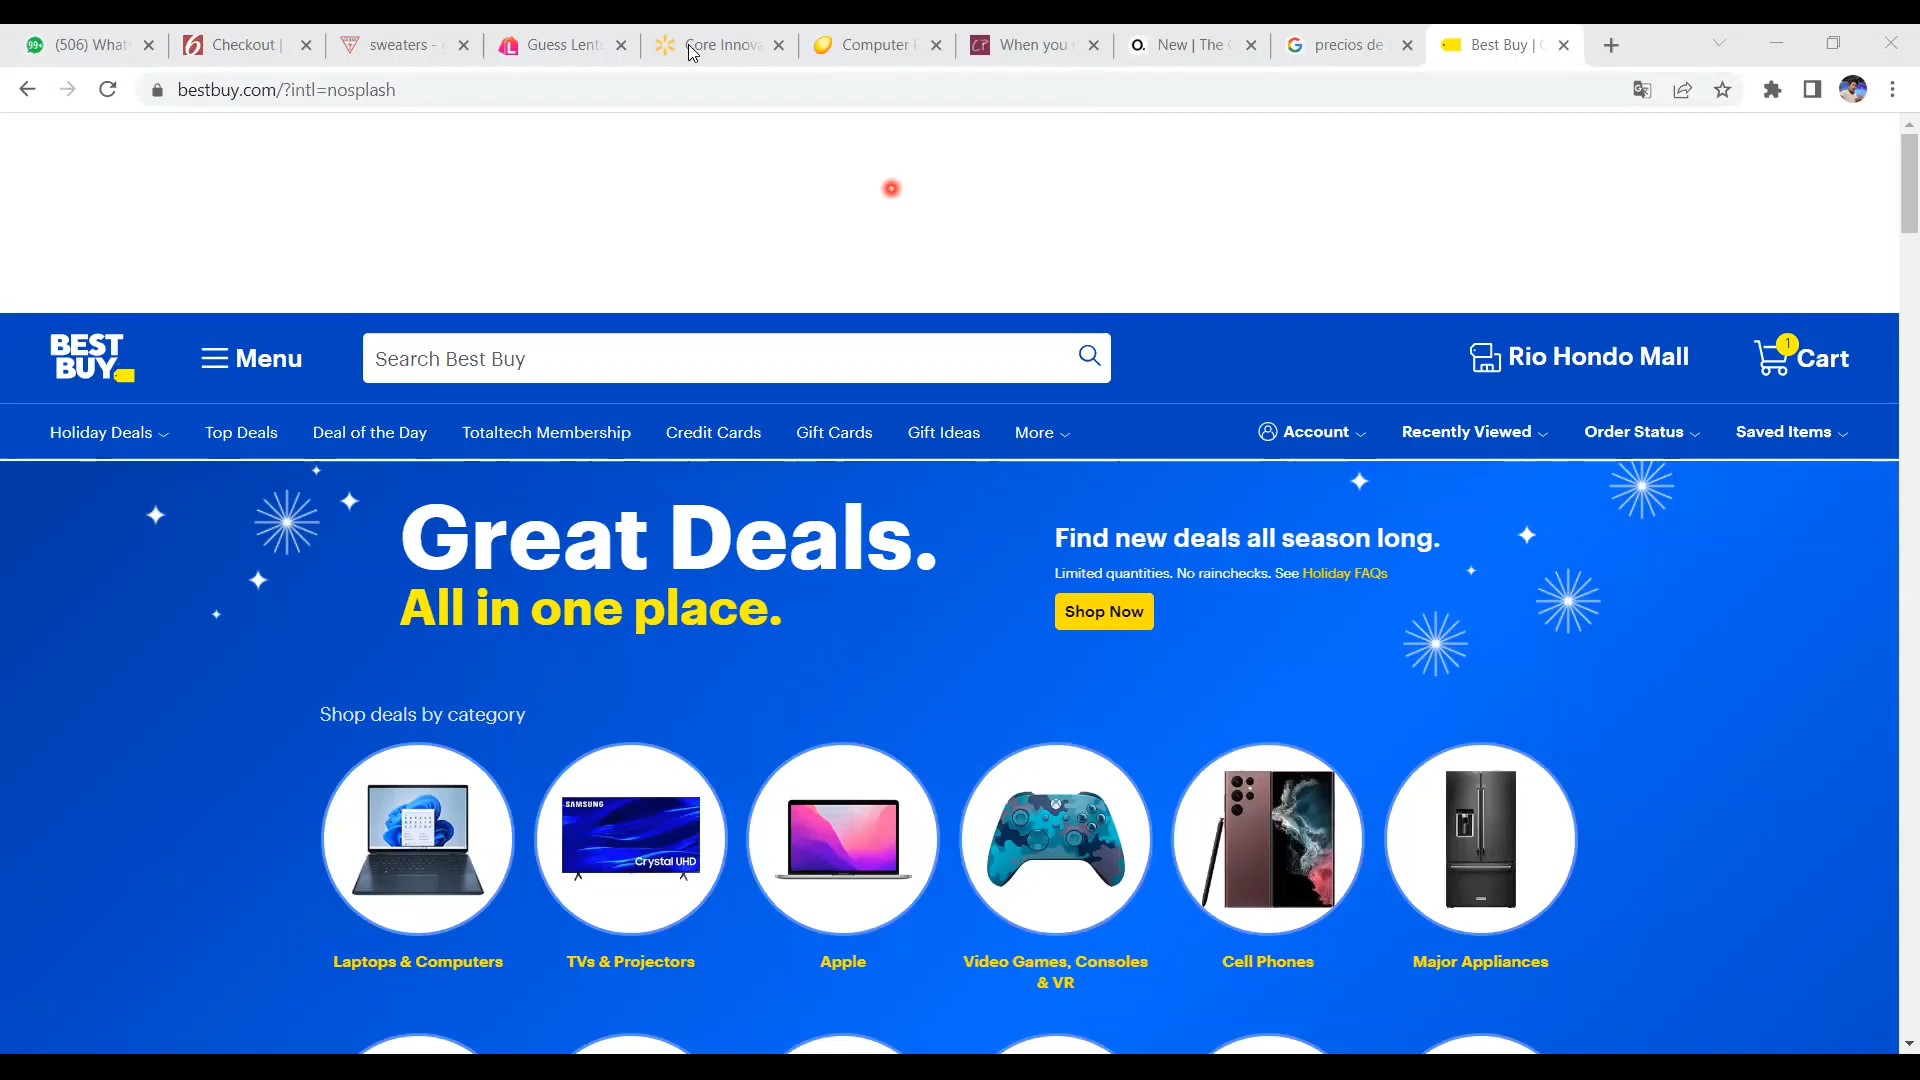 99+ (506) Whats
Checkout |
sweaters -
Guess Lent
Core Innova
Computer
CP When you
O. New | The
precios de
Best Buy |
bestbuy.com/?intl=nosplash
BEST BUY
Menu
Search Best Buy
Rio Hondo Mall
1 Cart
Holiday Deals
Top Deals
Deal of the Day
Totaltech Membership
Credit Cards
Gift Cards
Gift Ideas
More
Account
Recently Viewed
Order Status
Saved Items
Great Deals.
All in one place.
Find new deals all season long.
Limited quantities. No rainchecks. See Holiday FAQs
Shop Now
Shop deals by category
SAMSUNG
Crystal UHD
Laptops & Computers
TVs & Projectors
Apple
Video Games, Consoles
& VR
Cell Phones
Major Appliances